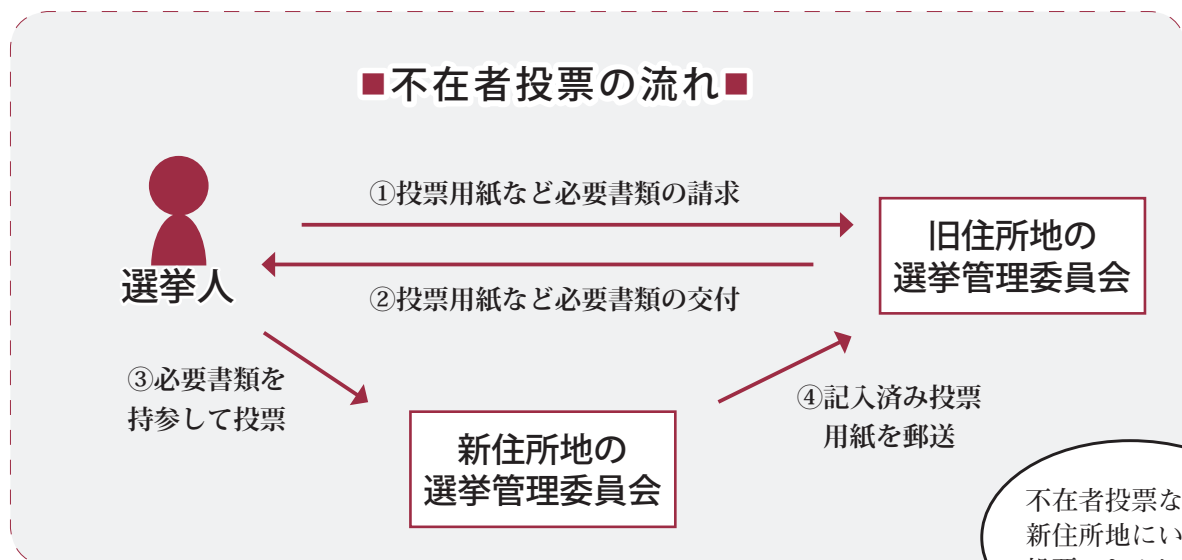 ■不在者投票の流れ■
①投票用紙など必要書類の請求
旧住所地の
選挙管理委員会
選挙人
②投票用紙など必要書類の交付
③必要書類を
持参して投票
④記入済み投票
用紙を郵送
新住所地の
選挙管理委員会
不在者投票な
新住所地にい